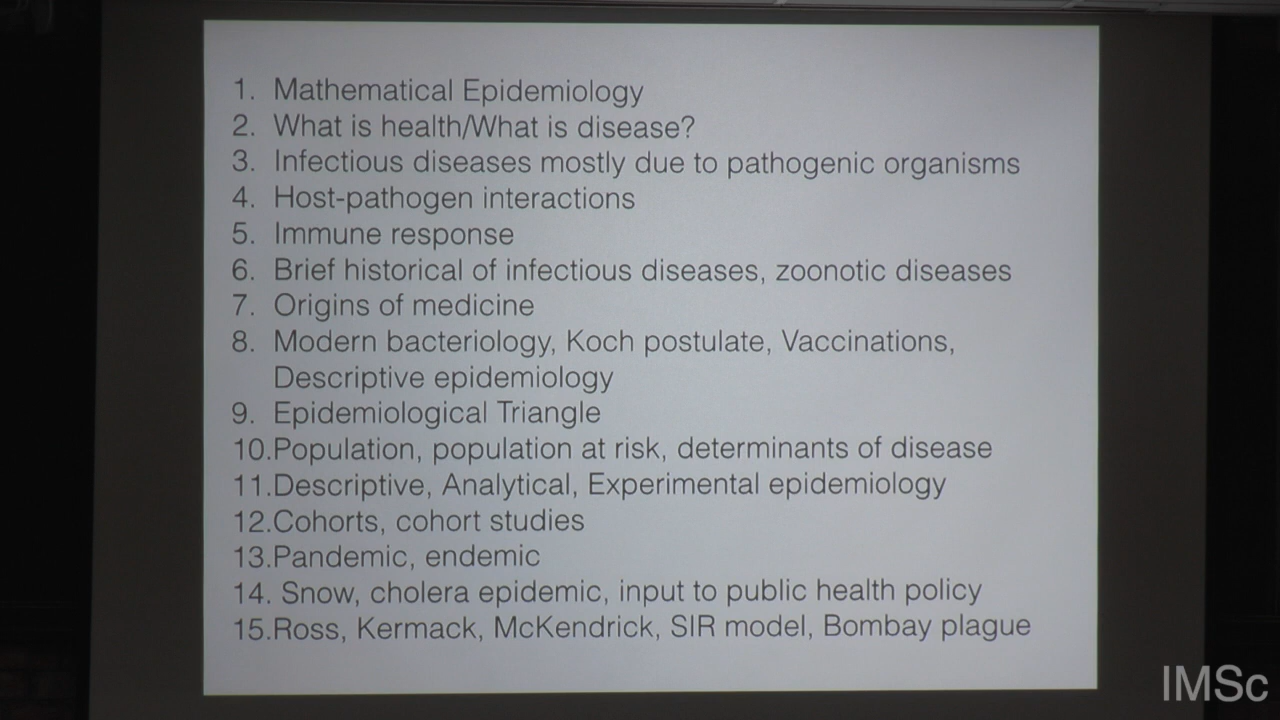 1. Mathematical Epidemiology
2. What is health/What is disease?
3. Infectious diseases mostly due to pathogenic organisms
4. Host-pathogen interactions
5. Immune response
6. Brief historical of infectious diseases, zoonotic diseases
7. Origins of medicine
8. Modern bacteriology, Koch postulate, Vaccinations,
Descriptive epidemiology
9. Epidemiological Triangle
10.Population, population at risk, determinants of disease
11.Descriptive, Analytical, Experimental epidemiology
12.Cohorts, cohort studies
13.Pandemic, endemic
14. Snow, cholera epidemic, input to public health policy
15.Ross, Kermack, McKendrick, SIR model, Bombay plague
IMSc